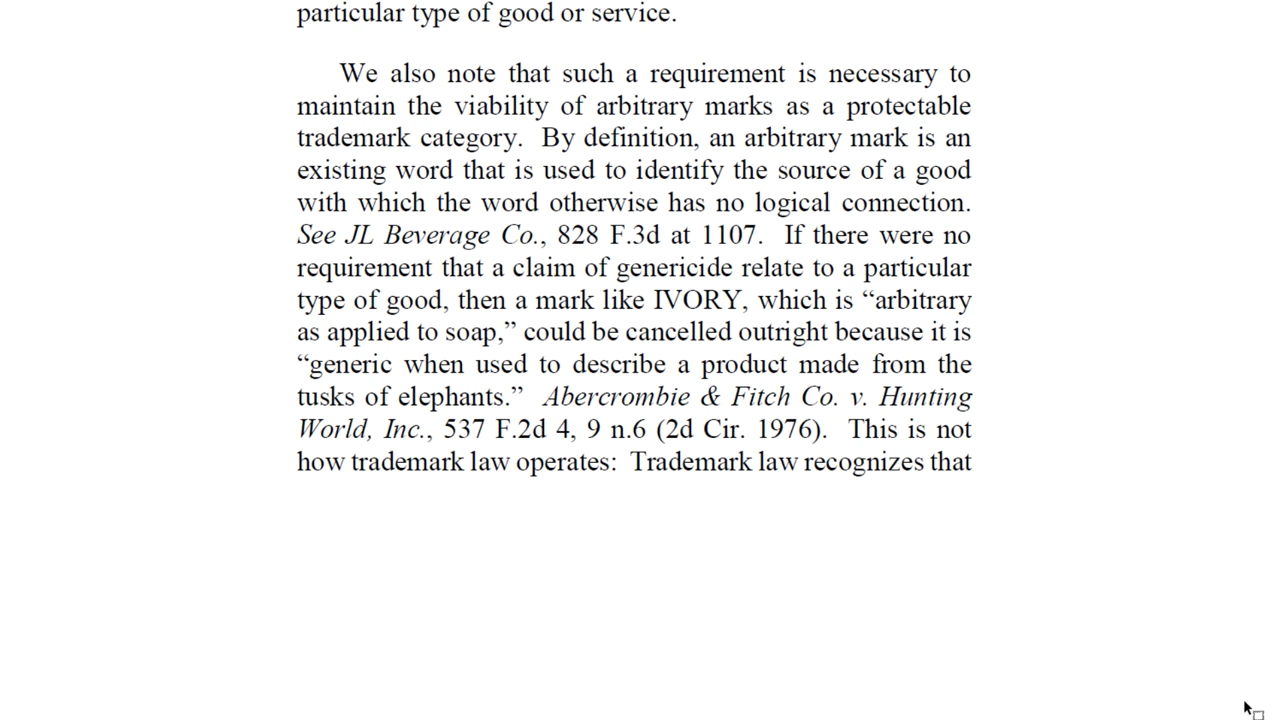 particular type of good or service.
We also note that such a requirement is necessary to
maintain the viability of arbitrary marks as a protectable
trademark category. By definition, an arbitrary mark is an
existing word that is used to identify the source of a good
with which the word otherwise has no logical connection.
See JL Beverage Co., 828 F.3d at 1107. If there were no
requirement that a claim of genericide relate to a particular
type of good, then a mark like IVORY, which is “arbitrary
as applied to soap,” could be cancelled outright because it is
“generic when used to describe a product made from the
tusks of elephants.” Abercrombie & Fitch Co. v. Hunting
World, Inc., 537 F.2d 4, 9 n.6 (2d Cir. 1976). This is not
how trademark law operates: Trademark law recognizes that